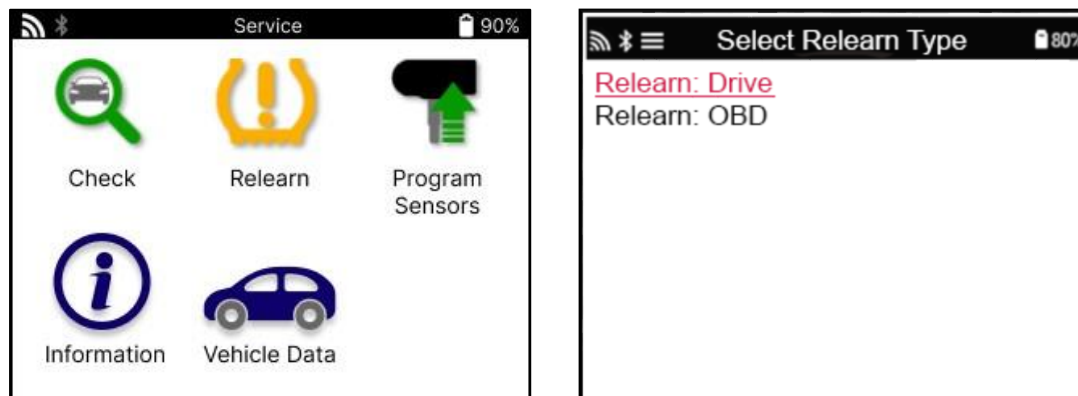 Service
90%
Check
Relearn
Program
Sensors
Information
Vehicle Data
Select Relearn Type
80%
Relearn: Drive
Relearn: OBD